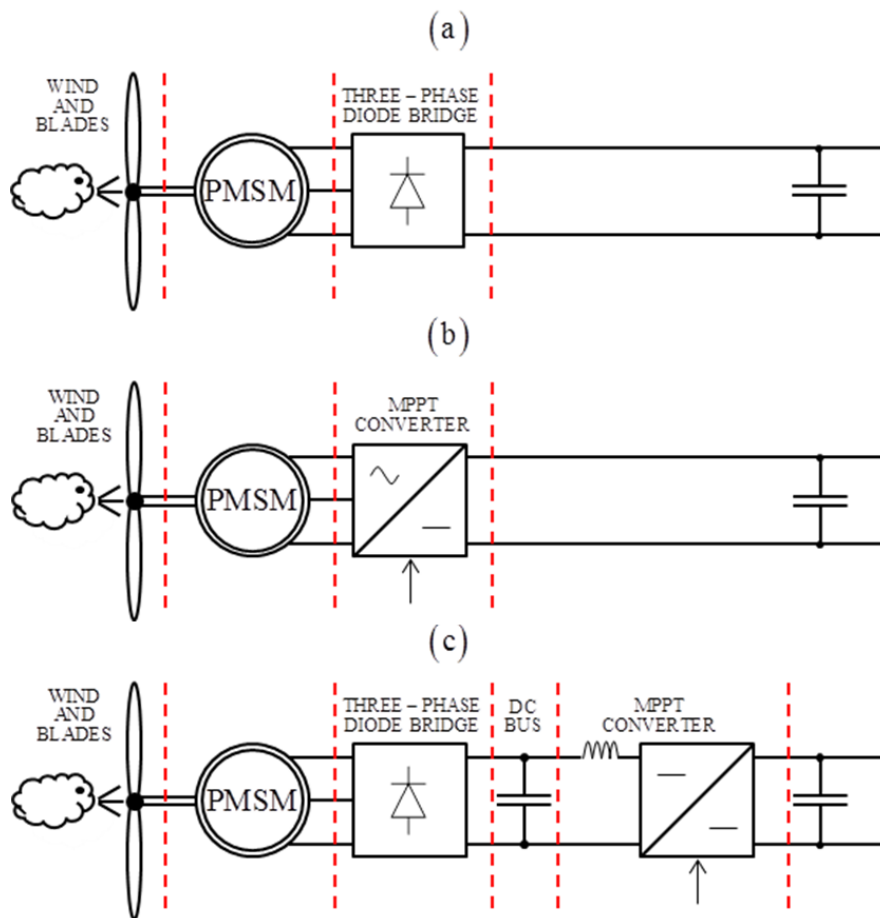 (a)
WIND
AND
BLADES
THREE – PHASE
DIODE BRIDGE
PMSM
(b)
WIND
AND
BLADES
MPPT
CONVERTER
PMSM
(c)
WIND
AND
BLADES
THREE – PHASE
DIODE BRIDGE
DC
BUS
MPPT
CONVERTER
PMSM